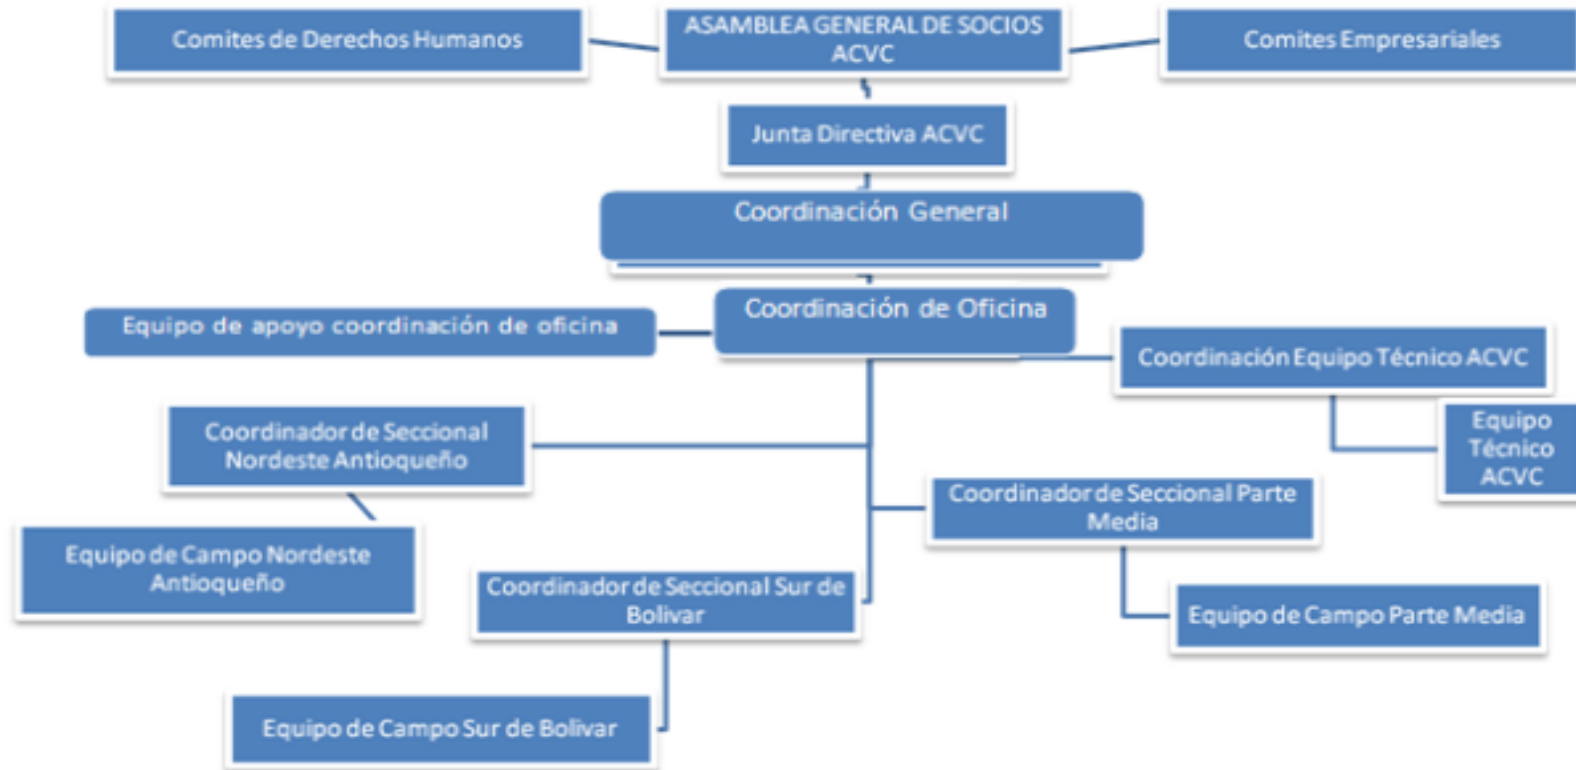 Comites de Derechos Humanos
ASAMBLEA GENERAL DE SOCIOS
ACVC
Comites Empresariales
Junta Directiva ACVC
Coordinación General
Coordinación de Oficina
Equipo de apoyo coordinación de oficina
Coordinación Equipo Técnico ACVC
Equipo
Técnico
ACVC
Coordinador de Seccional
Nordeste Antioqueño
Coordinador de Seccional Parte
Media
Equipo de Campo Nordeste
Antioqueño
Coordinador de Seccional Sur de
Bolivar
Equipo de Campo Parte Media
Equipo de Campo Sur de Bolivar